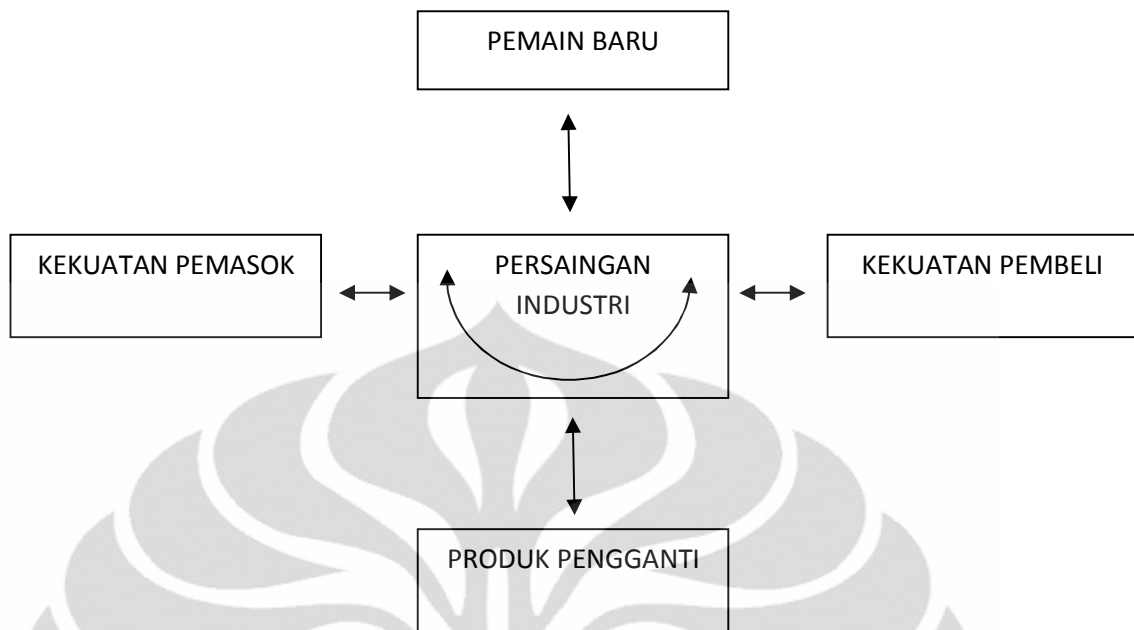 PEMAIN BARU
KEKUATAN PEMASOK
PERSAINGAN
INDUSTRI
KEKUATAN PEMBELI
PRODUK PENGGANTI